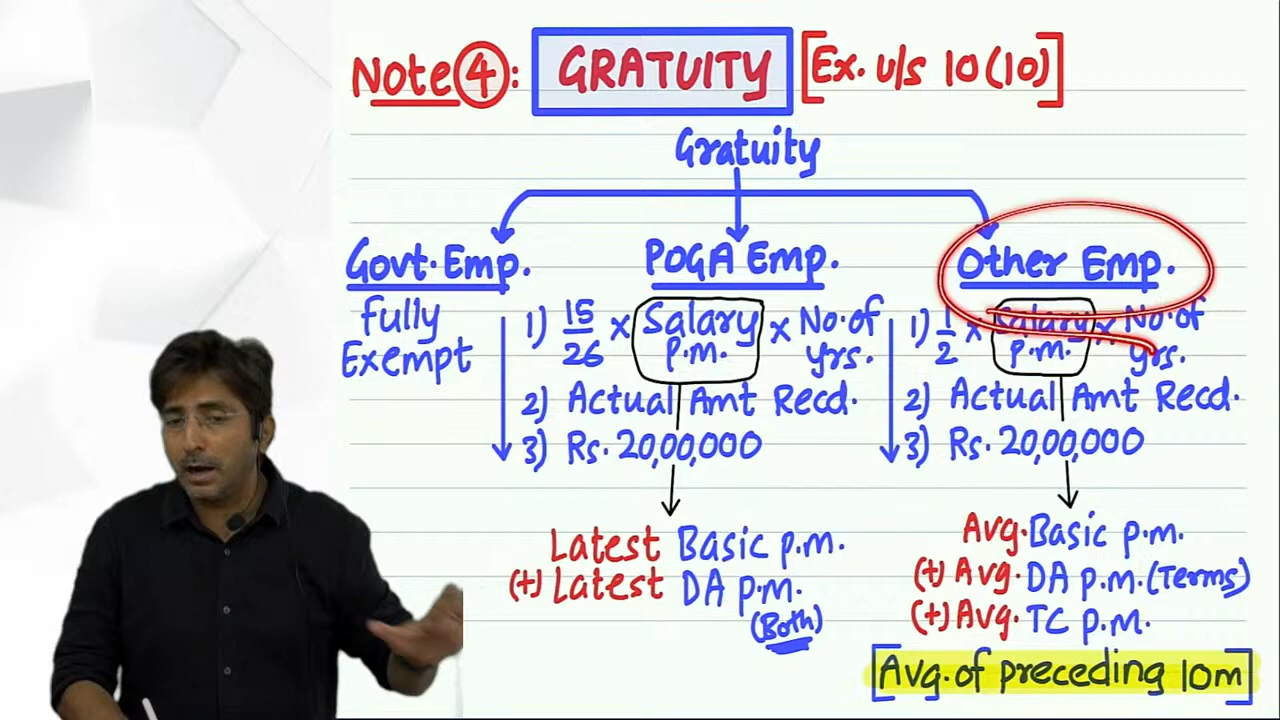 Note 4: GRATUITY [Ex. u/s 10(10)]
Gratuity
Govt. Emp.
Fully
Exempt
POGA Emp.
1) 15/26 × Salary p.m. × No. of yrs.
2) Actual Amt Recd.
3) Rs. 20,00,000
Latest Basic p.m.
(+) Latest DA p.m.
(Both)
Other Emp.
1) 1/2 × Salary p.m. × No. of yrs.
2) Actual Amt Recd.
3) Rs. 20,00,000
Avg. Basic p.m.
(+) Avg. DA p.m. (Terms)
(+) Avg. TC p.m.
[Avg. of preceding 10m]